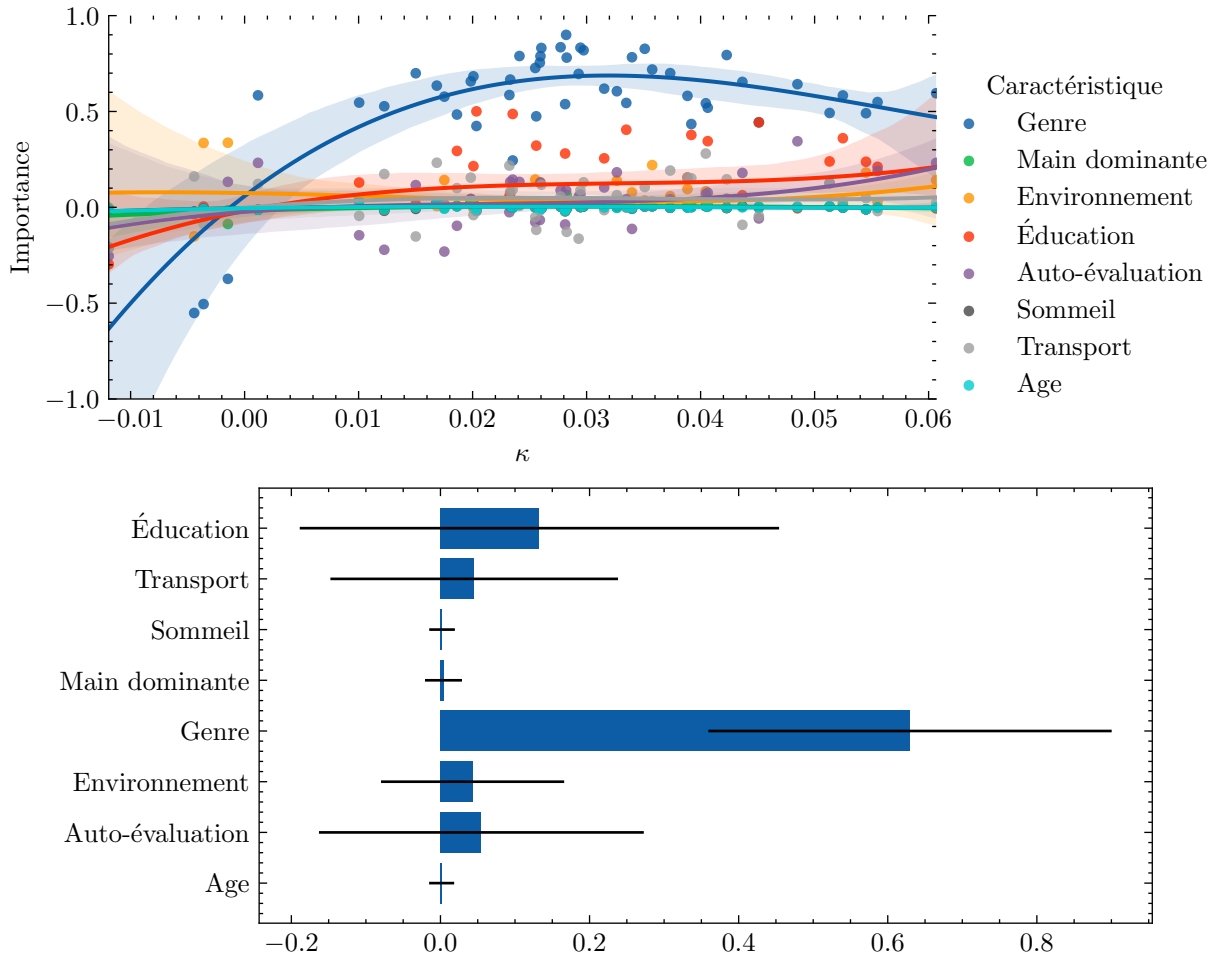 1.0
0.5
0.0
−0.5
−1.0
Importance
−0.01
0.00
0.01
0.02
0.03
0.04
0.05
0.06
κ
Caractéristique
Genre
Main dominante
Environnement
Éducation
Auto-évaluation
Sommeil
Transport
Age
Éducation
Transport
Sommeil
Main dominante
Genre
Environnement
Auto-évaluation
Age
−0.2
0.0
0.2
0.4
0.6
0.8